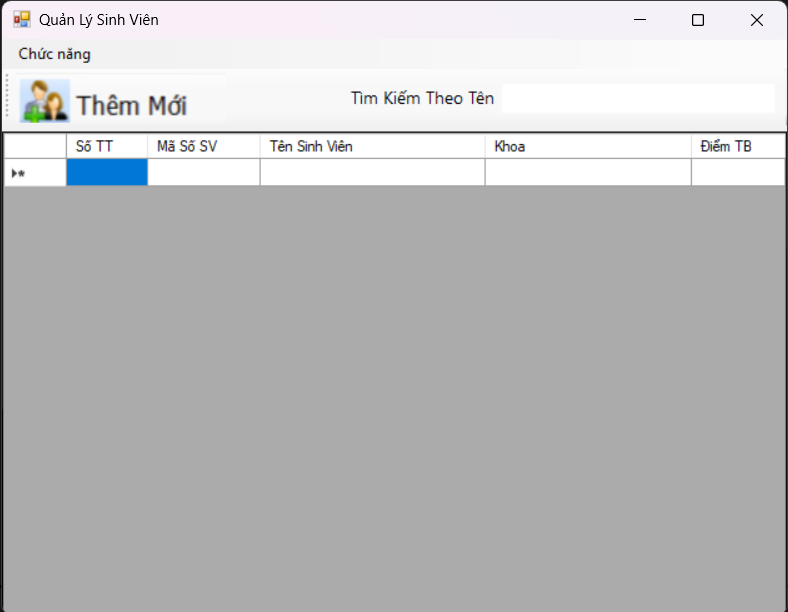 Quản Lý Sinh Viên
Chức năng
Thêm Mới Tìm Kiếm Theo Tên
Số TT Mã Số SV Tên Sinh Viên Khoa Điểm TB